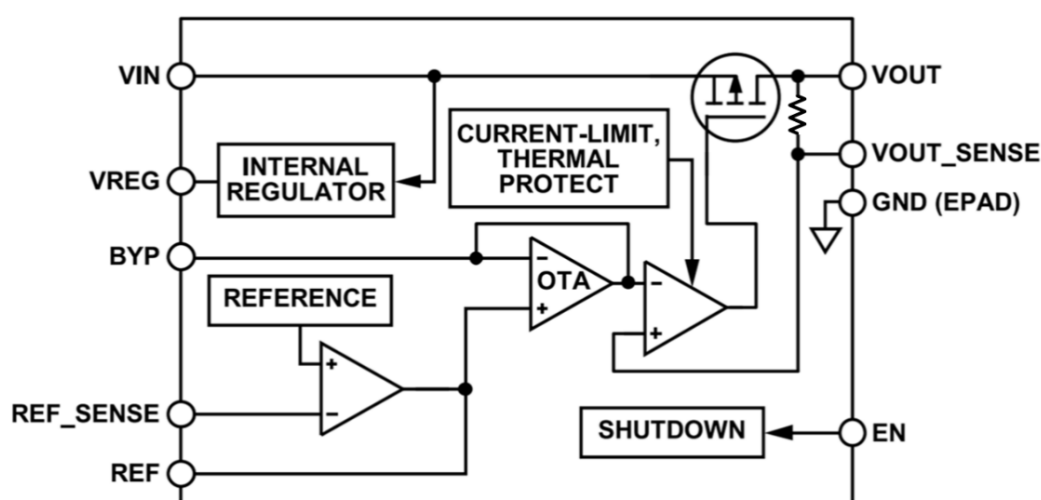 VIN
VOUT
CURRENT-LIMIT,
THERMAL
PROTECT
VOUT_SENSE
VREG
INTERNAL
REGULATOR
GND (EPAD)
BYP
−
OTA
+
−
+
REFERENCE
+
−
REF_SENSE
SHUTDOWN
EN
REF